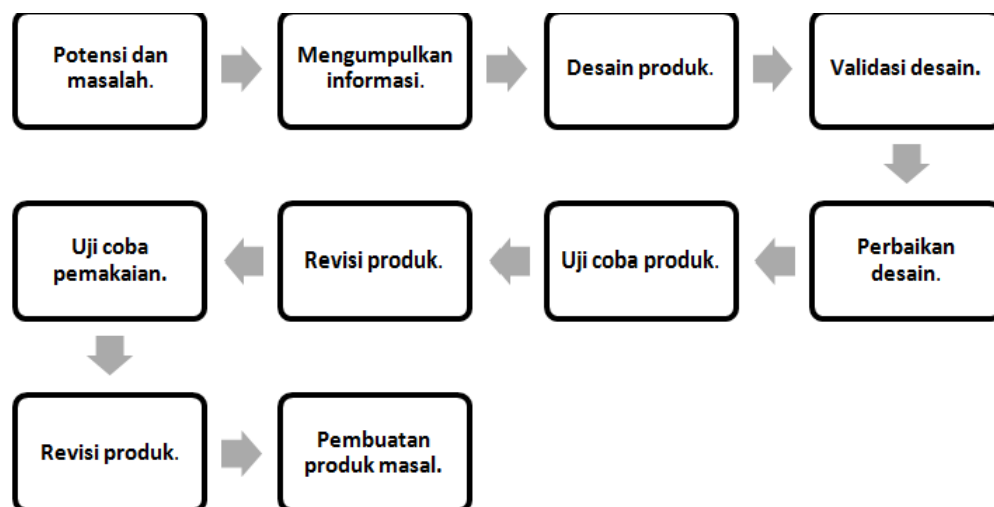 Potensi dan
masalah.
Mengumpulkan
informasi.
Desain produk.
Validasi desain.
Perbaikan
desain.
Uji coba produk.
Revisi produk.
Uji coba
pemakaian.
Revisi produk.
Pembuatan
produk masal.